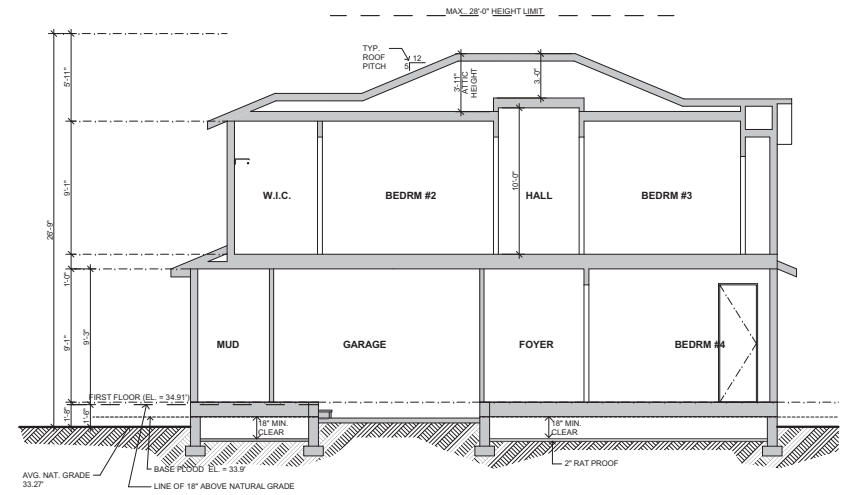 MAX.. 28'-0" HEIGHT LIMIT
TYP.
ROOF
PITCH
12
5
3'-11"
ATTIC
HEIGHT
3'-0"
5'-11"
9'-1"
26'-9"
1'-0"
9'-1"
9'-3"
1'-8"
1'-6"
10'-0"
W.I.C.
BEDRM #2
HALL
BEDRM #3
MUD
GARAGE
FOYER
BEDRM #4
FIRST FLOOR (EL. = 34.91')
18" MIN.
CLEAR
18" MIN.
CLEAR
2" RAT PROOF
AVG. NAT. GRADE
33.27'
BASE FLOOD EL. = 33.9'
LINE OF 18" ABOVE NATURAL GRADE